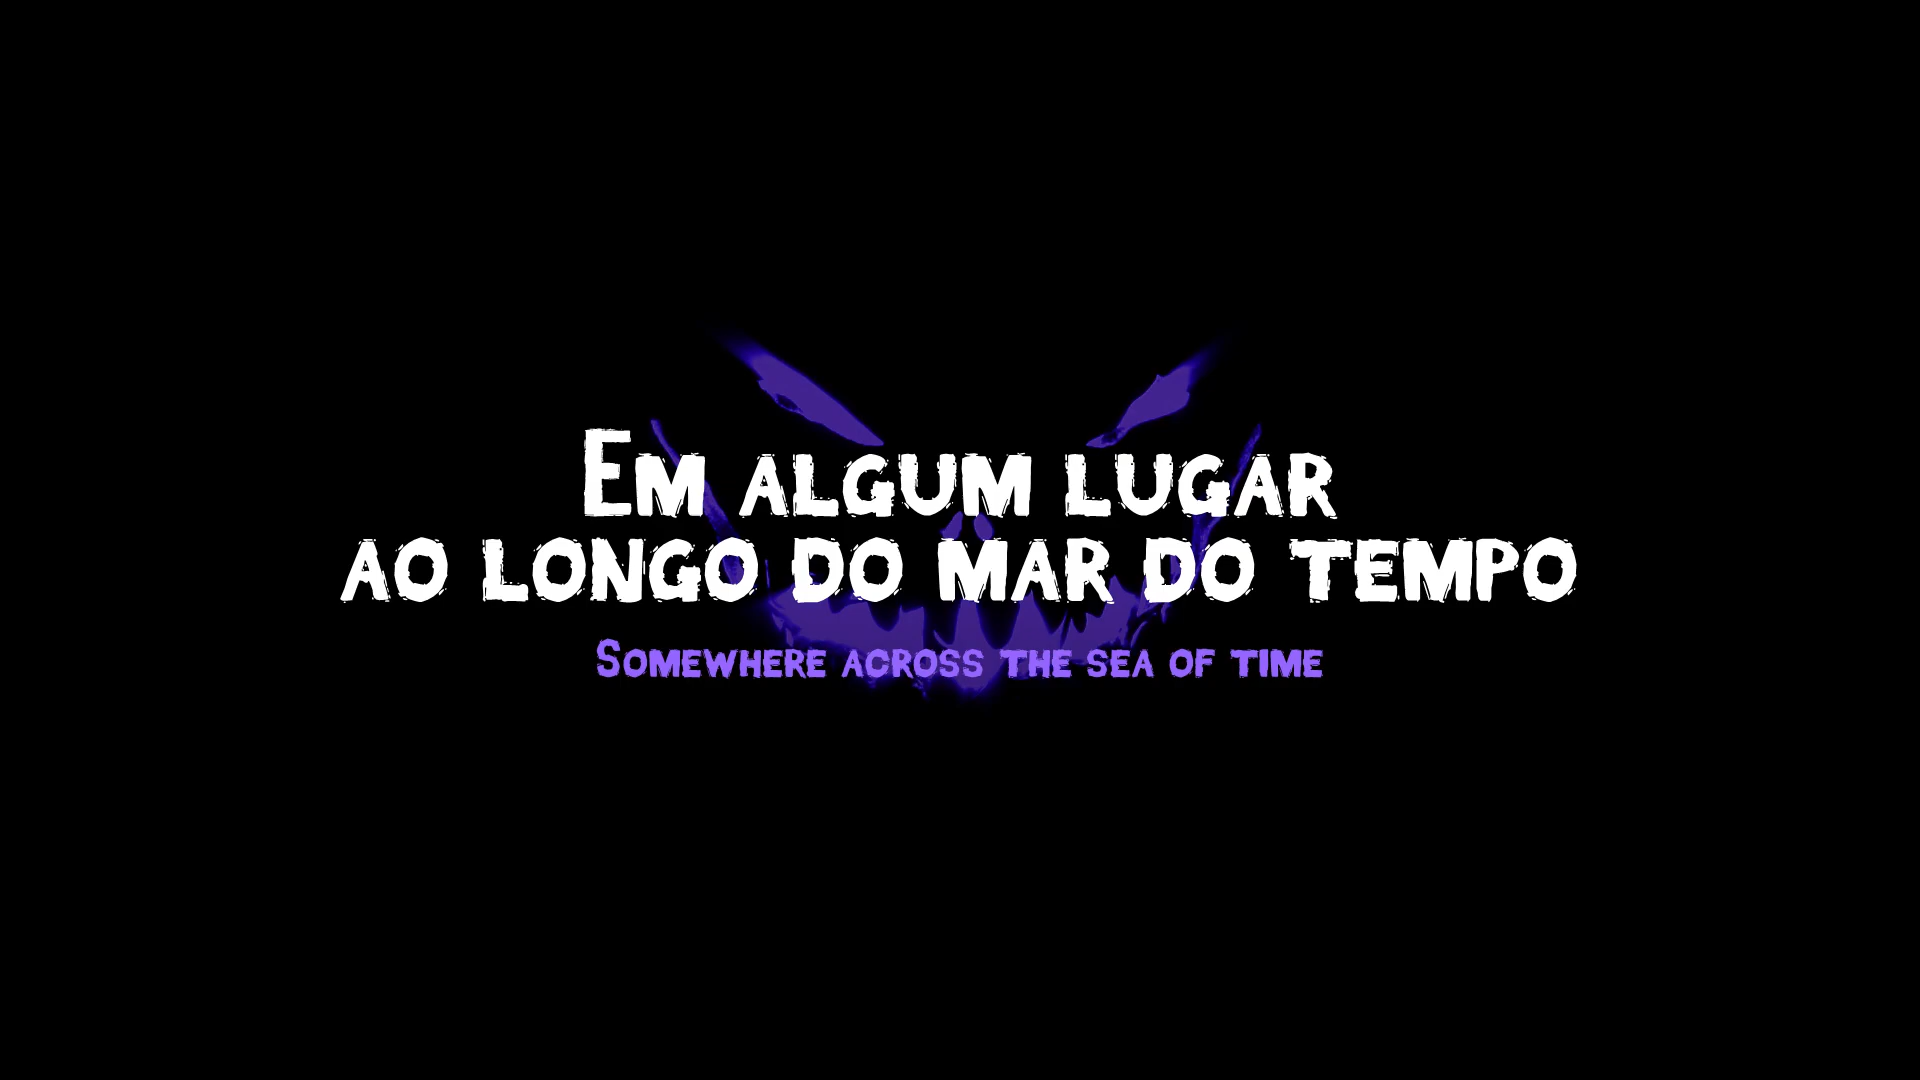 Em algum lugar
ao longo do mar do tempo
Somewhere across the sea of time